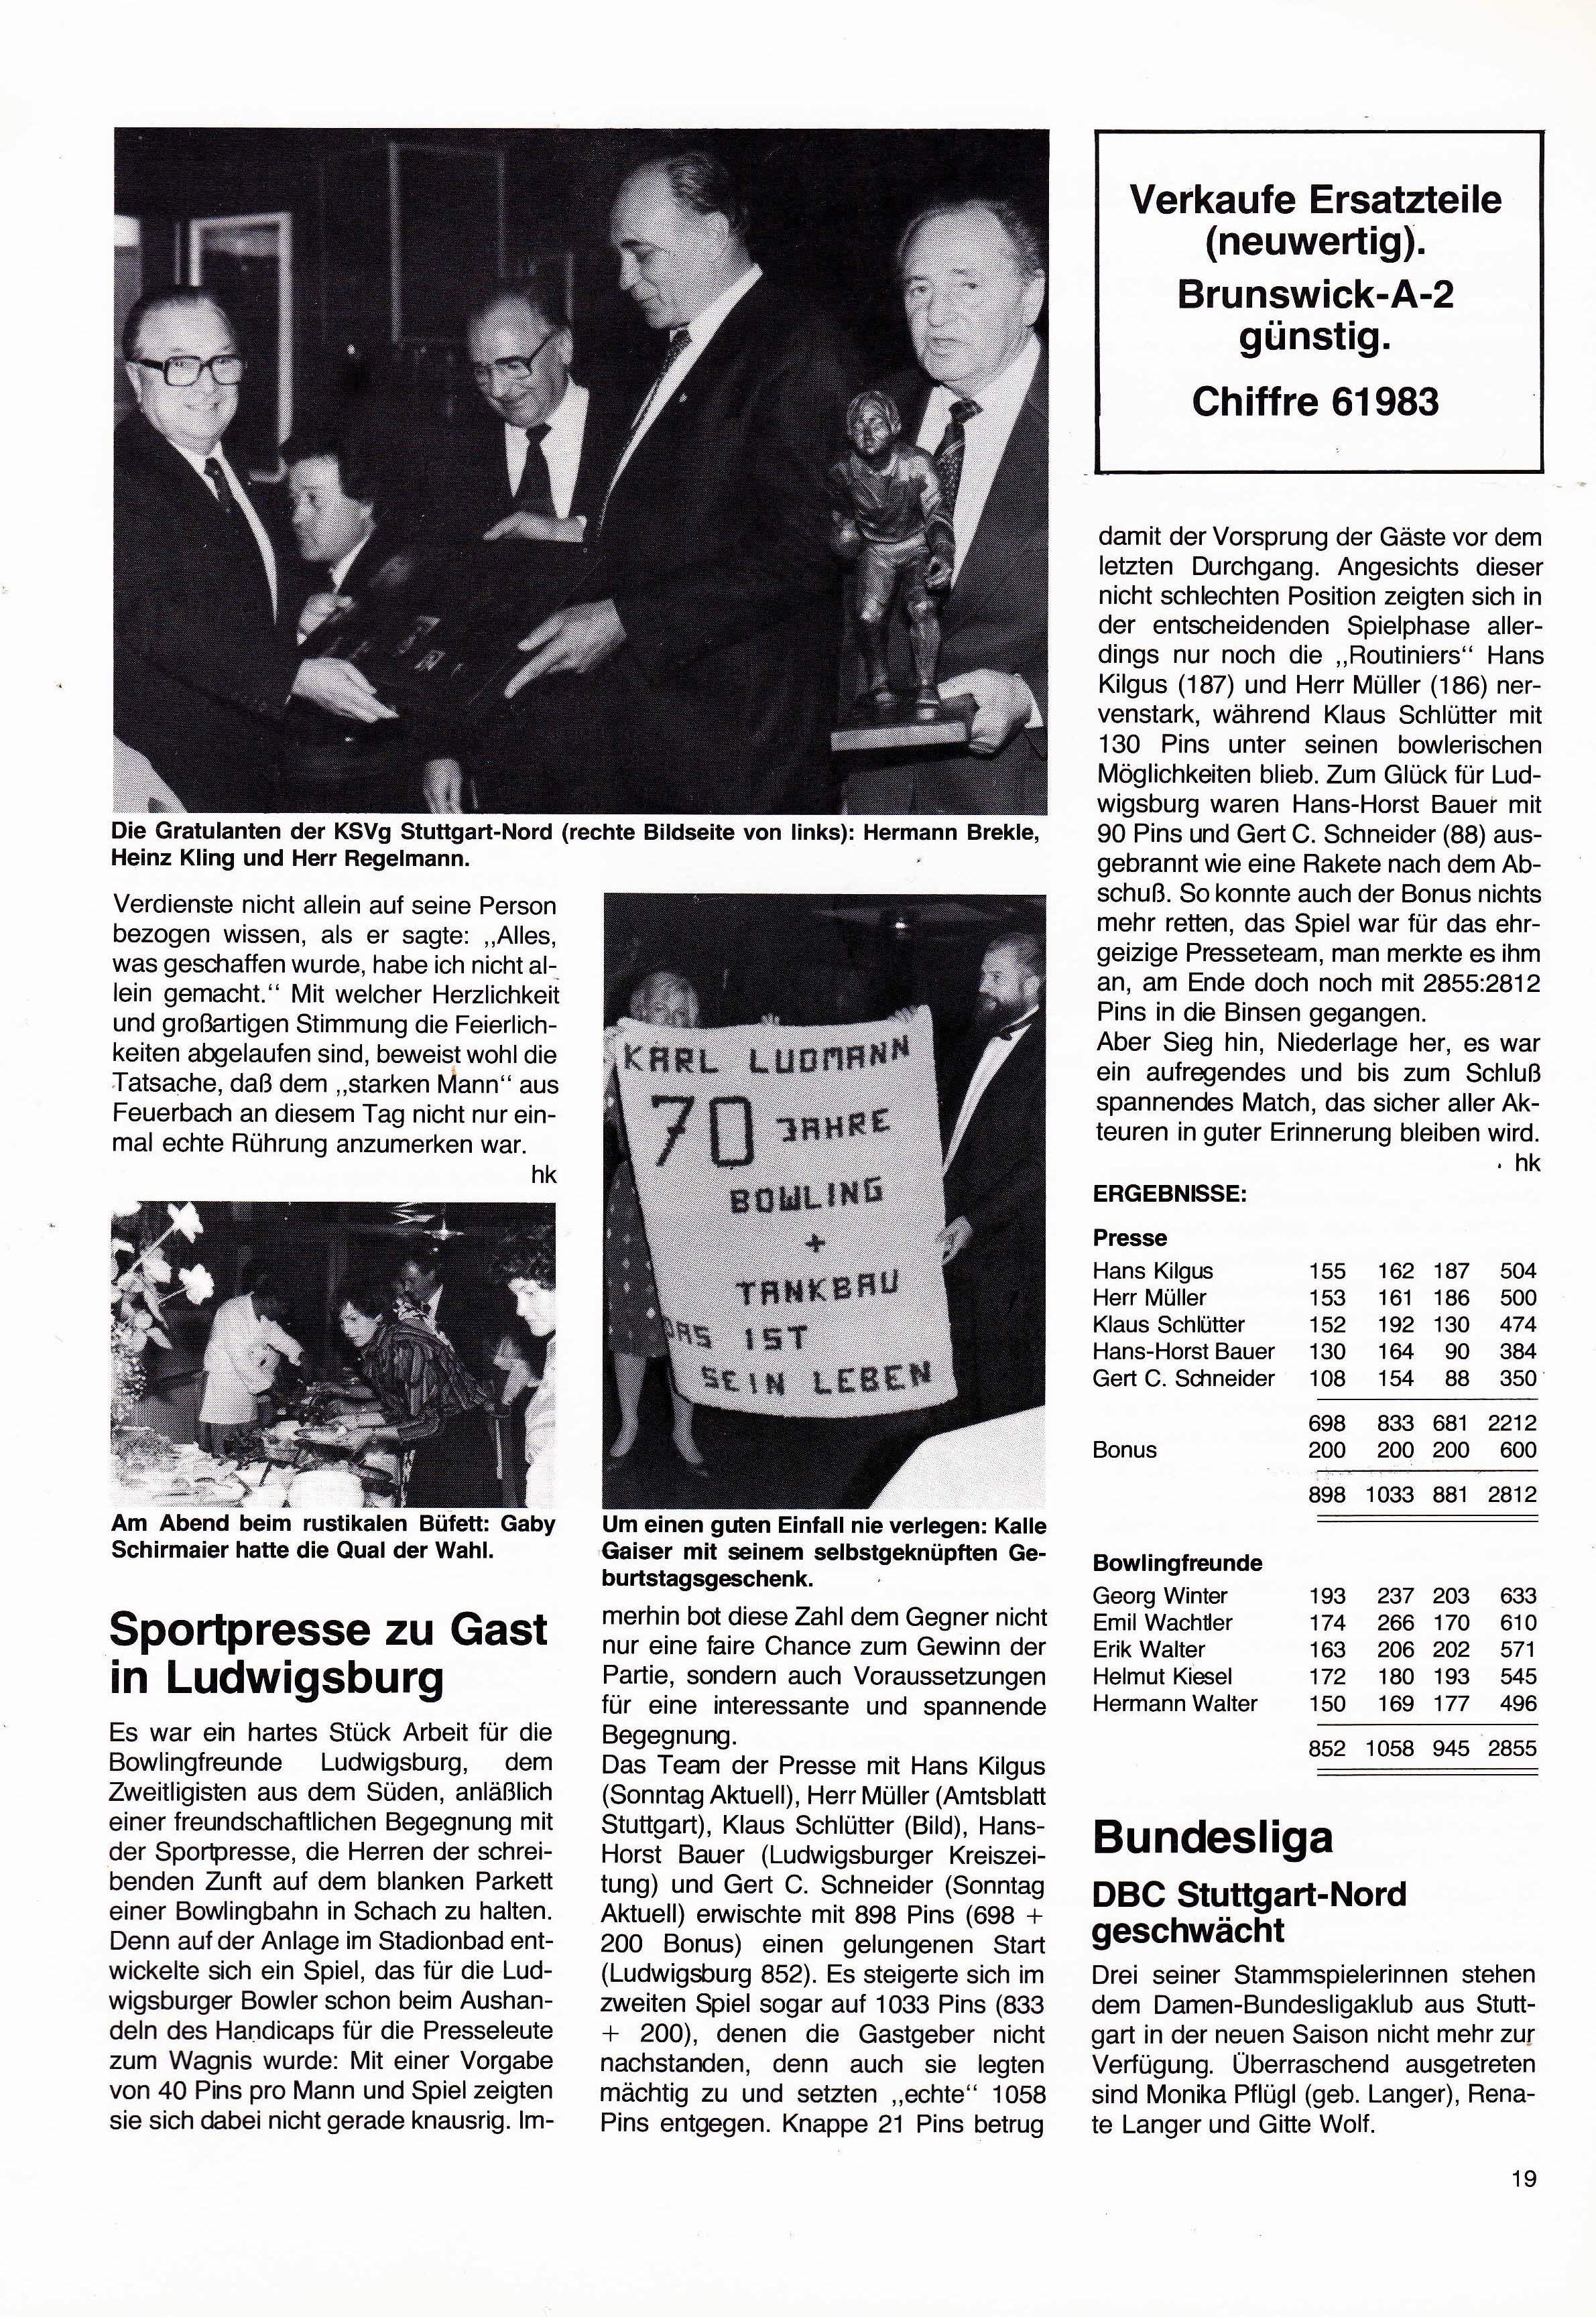 Die Gratulanten der KSVg Stuttgart-Nord (rechte Bildseite von links): Hermann Brekle,
Heinz Kling und Herr Regelmann.
Verdienste nicht allein auf seine Person
bezogen wissen, als er sagte: „Alles,
was geschaffen wurde, habe ich nicht al-
lein gemacht.“ Mit welcher Herzlichkeit
und großartigen Stimmung die Feierlich-
keiten abgelaufen sind, beweist wohl die
Tatsache, daß dem „starken Mann“ aus
Feuerbach an diesem Tag nicht nur ein-
mal echte Rührung anzumerken war.
hk
Am Abend beim rustikalen Büfett: Gaby
Schirmaier hatte die Qual der Wahl.
KARL LUDMANN
70 JAHRE
BOWLING
+
TANKBAU
DAS IST
SEIN LEBEN
Um einen guten Einfall nie verlegen: Kalle
Gaiser mit seinem selbstgeknüpften Ge-
burtstagsgeschenk.
Sportpresse zu Gast
in Ludwigsburg
Es war ein hartes Stück Arbeit für die
Bowlingfreunde Ludwigsburg, dem
Zweitligisten aus dem Süden, anläßlich
einer freundschaftlichen Begegnung mit
der Sportpresse, die Herren der schrei-
benden Zunft auf dem blanken Parkett
einer Bowlingbahn in Schach zu halten.
Denn auf der Anlage im Stadionbad ent-
wickelte sich ein Spiel, das für die Lud-
wigsburger Bowler schon beim Aushan-
deln des Handicaps für die Presseleute
zum Wagnis wurde: Mit einer Vorgabe
von 40 Pins pro Mann und Spiel zeigten
sie sich dabei nicht gerade knausrig. Im-
merhin bot diese Zahl dem Gegner nicht
nur eine faire Chance zum Gewinn der
Partie, sondern auch Voraussetzungen
für eine interessante und spannende
Begegnung.
Das Team der Presse mit Hans Kilgus
(Sonntag Aktuell), Herr Müller (Amtsblatt
Stuttgart), Klaus Schlütter (Bild), Hans-
Horst Bauer (Ludwigsburger Kreiszei-
tung) und Gert C. Schneider (Sonntag
Aktuell) erwischte mit 898 Pins (698 +
200 Bonus) einen gelungenen Start
(Ludwigsburg 852). Es steigerte sich im
zweiten Spiel sogar auf 1033 Pins (833
+ 200), denen die Gastgeber nicht
nachstanden, denn auch sie legten
mächtig zu und setzten „echte“ 1058
Pins entgegen. Knappe 21 Pins betrug
Verkaufe Ersatzteile
(neuwertig).
Brunswick-A-2
günstig.
Chiffre 61983
damit der Vorsprung der Gäste vor dem
letzten Durchgang. Angesichts dieser
nicht schlechten Position zeigten sich in
der entscheidenden Spielphase aller-
dings nur noch die „Routiniers“ Hans
Kilgus (187) und Herr Müller (186) ner-
venstark, während Klaus Schlütter mit
130 Pins unter seinen bowlerischen
Möglichkeiten blieb. Zum Glück für Lud-
wigsburg waren Hans-Horst Bauer mit
90 Pins und Gert C. Schneider (88) aus-
gebrannt wie eine Rakete nach dem Ab-
schuß. So konnte auch der Bonus nichts
mehr retten, das Spiel war für das ehr-
geizige Presseteam, man merkte es ihm
an, am Ende doch noch mit 2855:2812
Pins in die Binsen gegangen.
Aber Sieg hin, Niederlage her, es war
ein aufregendes und bis zum Schluß
spannendes Match, das sicher aller Ak-
teuren in guter Erinnerung bleiben wird.
hk
ERGEBNISSE:
Presse
Hans Kilgus 155 162 187 504
Herr Müller 153 161 186 500
Klaus Schlütter 152 192 130 474
Hans-Horst Bauer 130 164 90 384
Gert C. Schneider 108 154 88 350
698 833 681 2212
Bonus 200 200 200 600
898 1033 881 2812
Bowlingfreunde
Georg Winter 193 237 203 633
Emil Wachtler 174 266 170 610
Erik Walter 163 206 202 571
Helmut Kiesel 172 180 193 545
Hermann Walter 150 169 177 496
852 1058 945 2855
Bundesliga
DBC Stuttgart-Nord
geschwächt
Drei seiner Stammspielerinnen stehen
dem Damen-Bundesligaklub aus Stutt-
gart in der neuen Saison nicht mehr zur
Verfügung. Überraschend ausgetreten
sind Monika Pflügl (geb. Langer), Rena-
te Langer und Gitte Wolf.
19